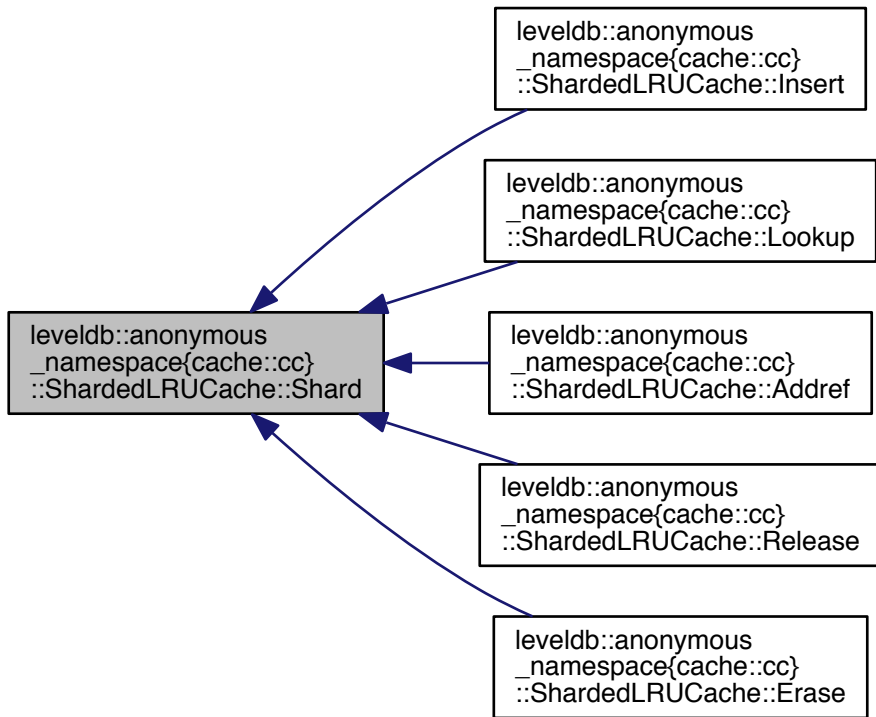 leveldb::anonymous
_namespace{cache::cc}
::ShardedLRUCache::Insert
leveldb::anonymous
_namespace{cache::cc}
::ShardedLRUCache::Lookup
leveldb::anonymous
_namespace{cache::cc}
::ShardedLRUCache::Shard
leveldb::anonymous
_namespace{cache::cc}
::ShardedLRUCache::Addref
leveldb::anonymous
_namespace{cache::cc}
::ShardedLRUCache::Release
leveldb::anonymous
_namespace{cache::cc}
::ShardedLRUCache::Erase